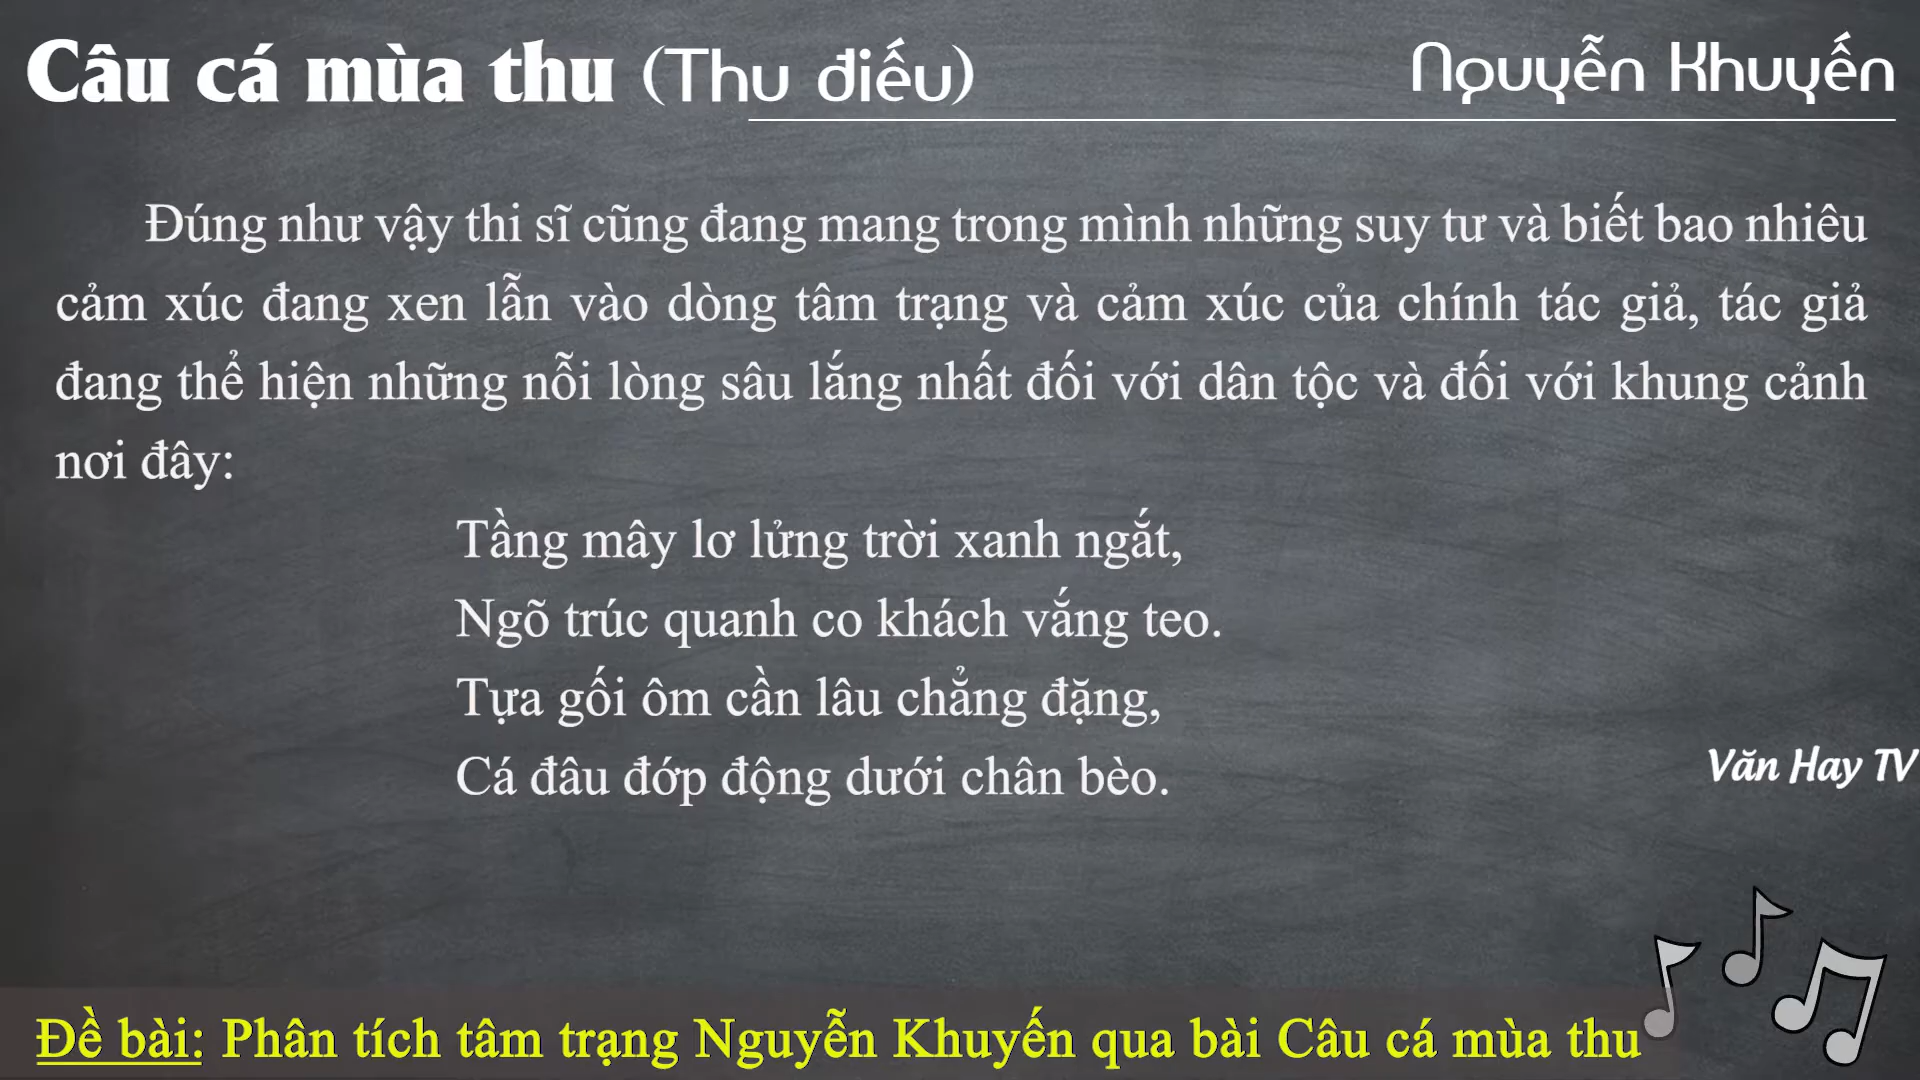 Câu cá mùa thu (Thu điếu)
Nguyễn Khuyến
Đúng như vậy thi sĩ cũng đang mang trong mình những suy tư và biết bao nhiêu
cảm xúc đang xen lẫn vào dòng tâm trạng và cảm xúc của chính tác giả, tác giả
đang thể hiện những nỗi lòng sâu lắng nhất đối với dân tộc và đối với khung cảnh
nơi đây:
Tầng mây lơ lửng trời xanh ngắt,
Ngõ trúc quanh co khách vắng teo.
Tựa gối ôm cần lâu chẳng đặng,
Cá đâu đớp động dưới chân bèo.
Văn Hay TV
Đề bài: Phân tích tâm trạng Nguyễn Khuyến qua bài Câu cá mùa thu